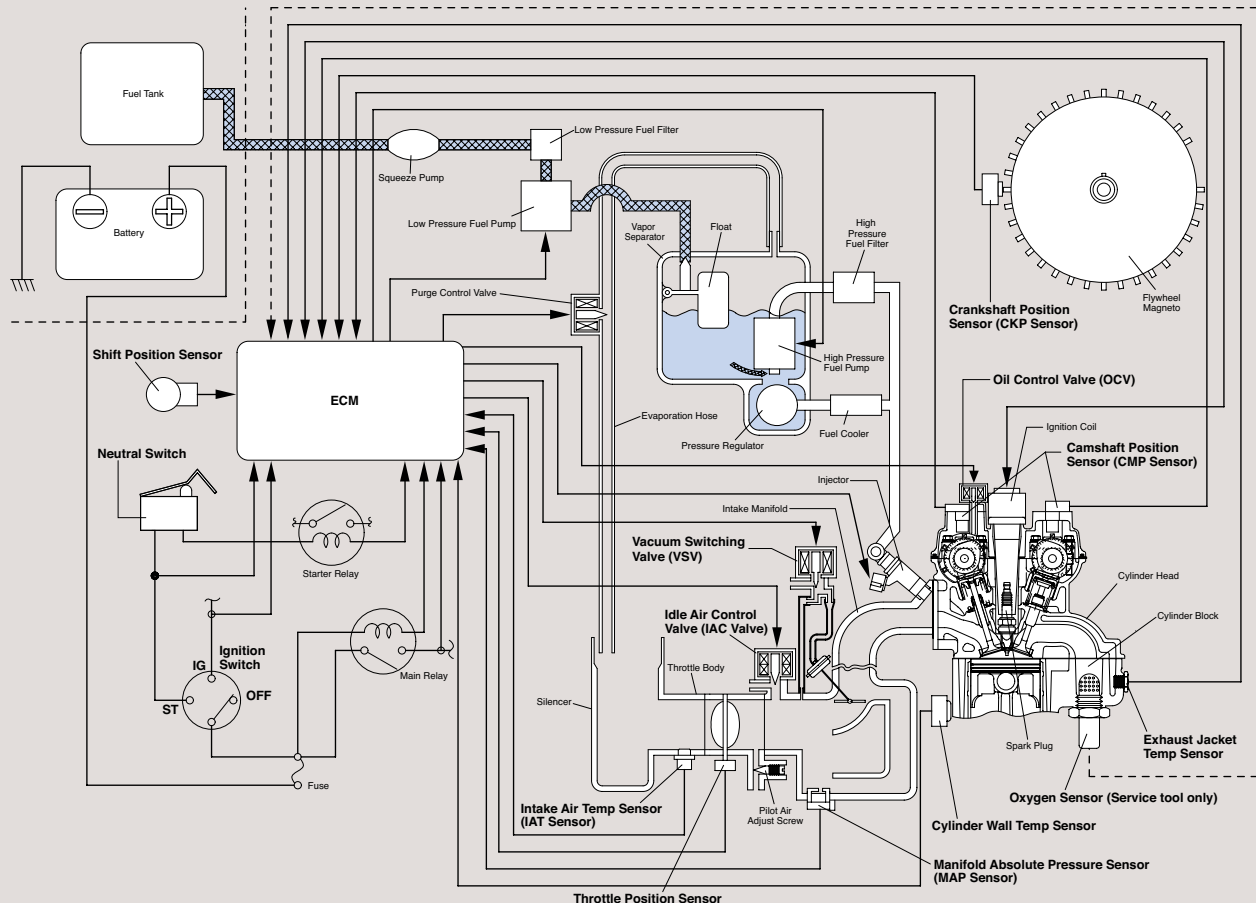 Fuel Tank
Low Pressure Fuel Filter
Squeeze Pump
Low Pressure Fuel Pump
Battery
Vapor
Separator
Float
High
Pressure
Fuel Filter
Purge Control Valve
Flywheel
Magneto
Crankshaft Position
Sensor (CKP Sensor)
Shift Position Sensor
High Pressure
Fuel Pump
Oil Control Valve (OCV)
ECM
Evaporation Hose
Ignition Coil
Pressure Regulator
Fuel Cooler
Camshaft Position
Sensor (CMP Sensor)
Neutral Switch
Injector
Intake Manifold
Vacuum Switching
Valve (VSV)
Starter Relay
Cylinder Head
Idle Air Control
Valve (IAC Valve)
Cylinder Block
Ignition
Switch
IG
OFF
ST
Main Relay
Throttle Body
Silencer
Spark Plug
Exhaust Jacket
Temp Sensor
Fuse
Intake Air Temp Sensor
(IAT Sensor)
Pilot Air
Adjust Screw
Oxygen Sensor (Service tool only)
Cylinder Wall Temp Sensor
Manifold Absolute Pressure Sensor
(MAP Sensor)
Throttle Position Sensor